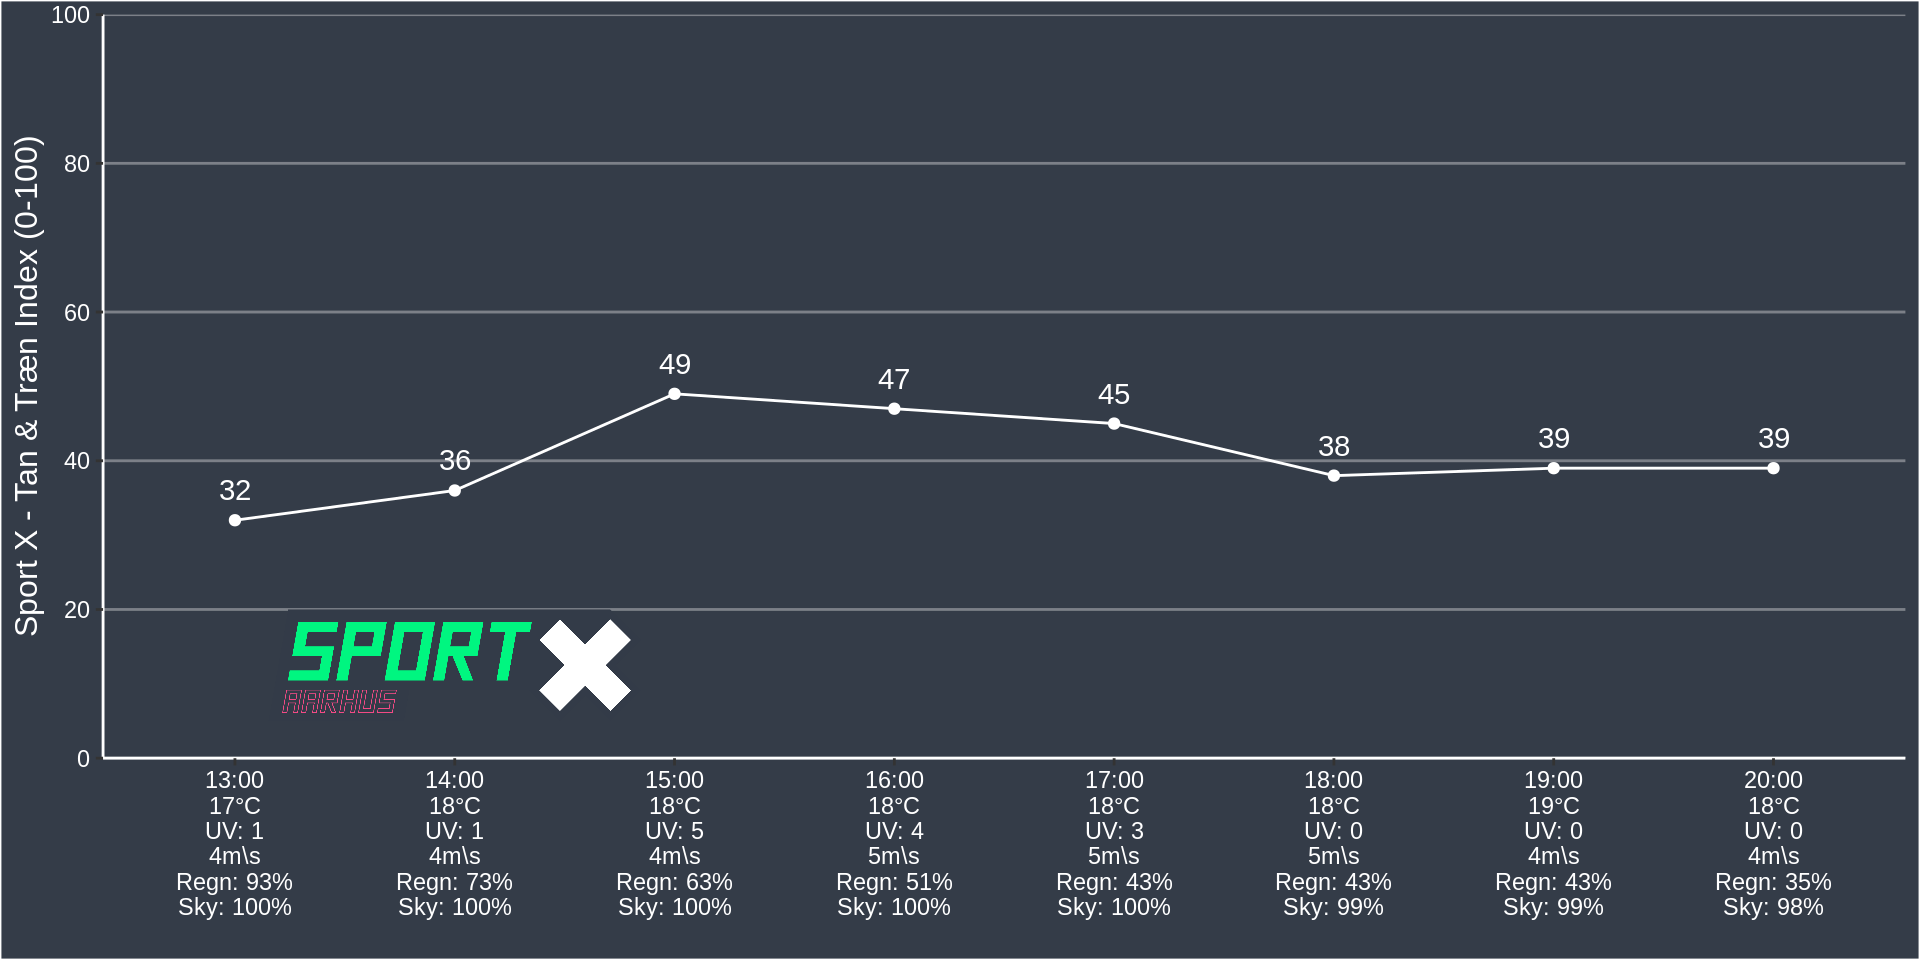 Sport X - Tan & Træn Index (0-100)
100
80
60
40
20
0
32
36
49
47
45
38
39
39
SPORT X
AARHUS
13:00
17°C
UV: 1
4m\s
Regn: 93%
Sky: 100%
14:00
18°C
UV: 1
4m\s
Regn: 73%
Sky: 100%
15:00
18°C
UV: 5
4m\s
Regn: 63%
Sky: 100%
16:00
18°C
UV: 4
5m\s
Regn: 51%
Sky: 100%
17:00
18°C
UV: 3
5m\s
Regn: 43%
Sky: 100%
18:00
18°C
UV: 0
5m\s
Regn: 43%
Sky: 99%
19:00
19°C
UV: 0
4m\s
Regn: 43%
Sky: 99%
20:00
18°C
UV: 0
4m\s
Regn: 35%
Sky: 98%